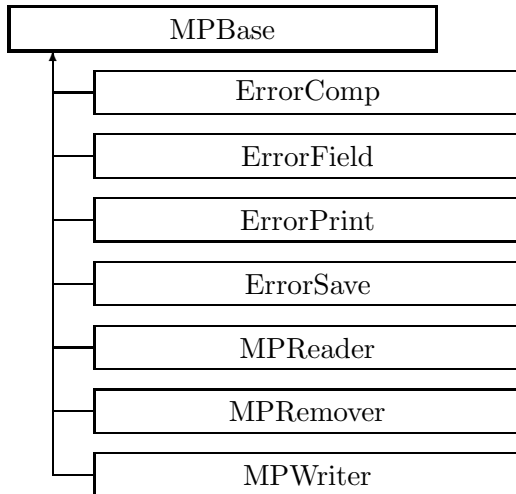 MPBase
ErrorComp
ErrorField
ErrorPrint
ErrorSave
MPReader
MPRemover
MPWriter